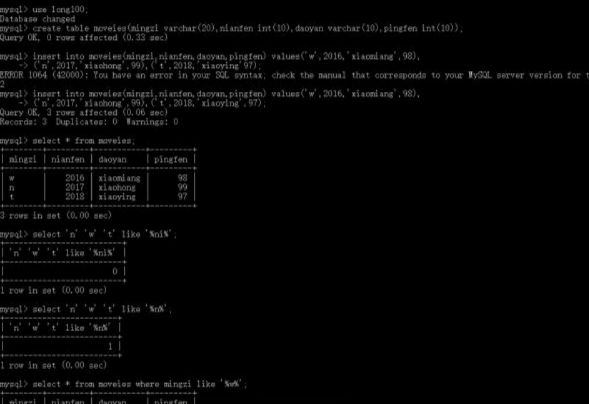 mysql> use long100;
Database changed
mysql> create table moveies(mingzi varchar(20),nianfen int(10),daoyan varchar(10),pingfen int(10));
Query OK, 0 rows affected (0.33 sec)
mysql> insert into moveies(mingzi,nianfen,daoyan,pingfen) values('w',2016,'xiaomiang',98),
-> ('n',2017,'xiaohong',99),('t',2018,'xiaoying',97);
ERROR 1064 (42000): You have an error in your SQL syntax; check the manual that corresponds to your MySQL server version for t
2
mysql> insert into moveies(mingzi,nianfen,daoyan,pingfen) values('w',2016,'xiaomiang',98),
-> ('n',2017,'xiaohong',99),('t',2018,'xiaoying',97);
Query OK, 3 rows affected (0.06 sec)
Records: 3  Duplicates: 0  Warnings: 0
mysql> select * from moveies;
| mingzi | nianfen | daoyan | pingfen |
| w | 2016 | xiaomiang | 98 |
| n | 2017 | xiaohong | 99 |
| t | 2018 | xiaoying | 97 |
3 rows in set (0.00 sec)
mysql> select 'n' 'w' 't' like '%ni%';
| 'n' 'w' 't' like '%ni%' |
| 0 |
1 row in set (0.00 sec)
mysql> select 'n' 'w' 't' like '%n%';
| 'n' 'w' 't' like '%n%' |
| 1 |
1 row in set (0.00 sec)
mysql> select * from moveies where mingzi like '%w%';
| mingzi | nianfen | daoyan | pingfen |